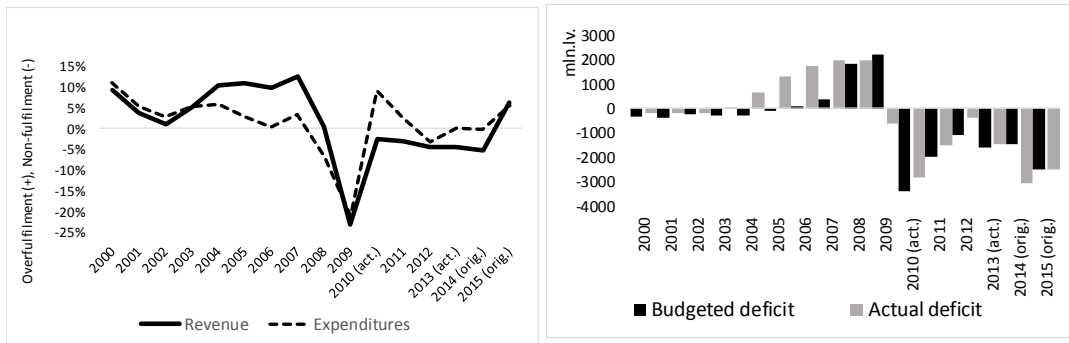 Overfulfilment (+), Non-fulfilment (-)
15%
10%
5%
0%
-5%
-10%
-15%
-20%
-25%
2000
2001
2002
2003
2004
2005
2006
2007
2008
2009
2010 (act.)
2011
2012
2013 (act.)
2014 (orig.)
2015 (orig.)
Revenue
Expenditures
mln.lv.
3000
2000
1000
0
-1000
-2000
-3000
-4000
2000
2001
2002
2003
2004
2005
2006
2007
2008
2009
2010 (act.)
2011
2012
2013 (act.)
2014 (orig.)
2015 (orig.)
Budgeted deficit
Actual deficit